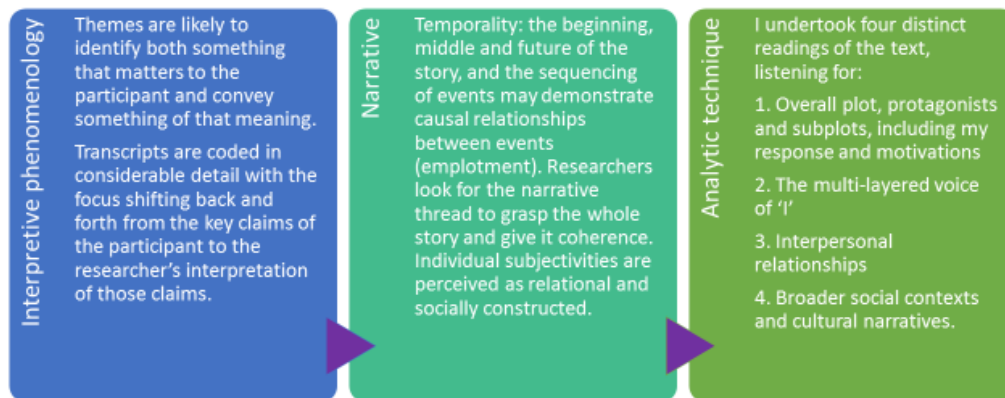 Interpretive phenomenology
Themes are likely to
identify both something
that matters to the
participant and convey
something of that meaning.
Transcripts are coded in
considerable detail with the
focus shifting back and
forth from the key claims of
the participant to the
researcher's interpretation
of those claims.
Narrative
Temporality: the beginning,
middle and future of the
story, and the sequencing
of events may demonstrate
causal relationships
between events
(emplotment). Researchers
look for the narrative
thread to grasp the whole
story and give it coherence.
Individual subjectivities are
perceived as relational and
socially constructed.
Analytic technique
I undertook four distinct
readings of the text,
listening for:
1. Overall plot, protagonists
and subplots, including my
response and motivations
2. The multi-layered voice
of 'I'
3. Interpersonal
relationships
4. Broader social contexts
and cultural narratives.